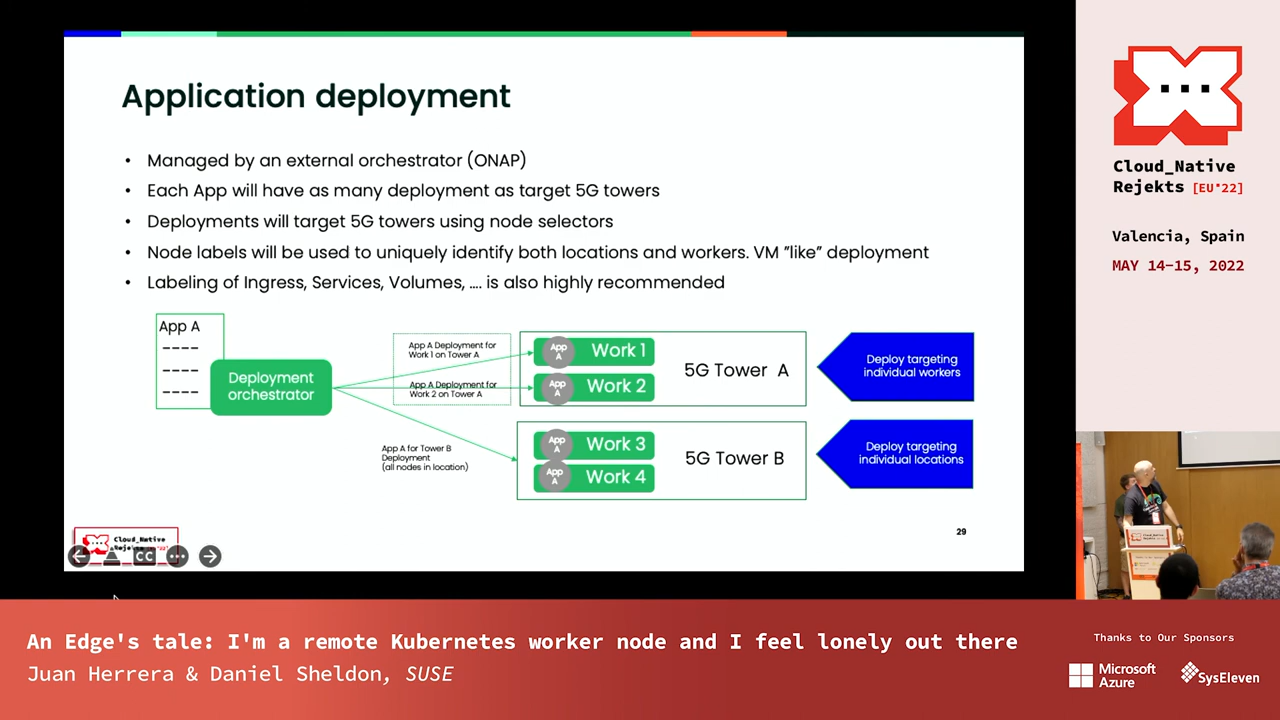 Application deployment
• Managed by an external orchestrator (ONAP)
• Each App will have as many deployment as target 5G towers
• Deployments will target 5G towers using node selectors
• Node labels will be used to uniquely identify both locations and workers. VM ”like” deployment
• Labeling of Ingress, Services, Volumes, .... is also highly recommended
App A
----
----
----
Deployment
orchestrator
App A Deployment for
Work 1 on Tower A
App A Deployment for
Work 2 on Tower A
App A for Tower B
Deployment
(all nodes in location)
App
A
Work 1
App
A
Work 2
5G Tower A
App
A
Work 3
App
A
Work 4
5G Tower B
Deploy targeting
individual workers
Deploy targeting
individual locations
29
Cloud_Native
Rejekts
CC
Cloud_Native
Rejekts [EU'22]
Valencia, Spain
MAY 14-15, 2022
An Edge's tale: I'm a remote Kubernetes worker node and I feel lonely out there
Juan Herrera & Daniel Sheldon, SUSE
Thanks to Our Sponsors
Microsoft
Azure
SysEleven